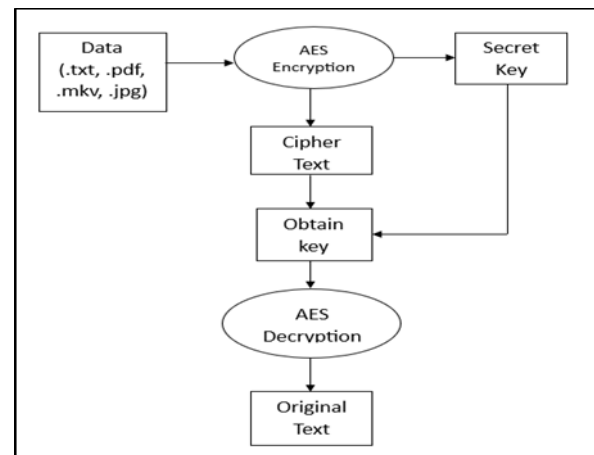 Data
(.txt, .pdf,
.mkv, .jpg)
AES
Encryption
Secret
Key
Cipher
Text
Obtain
key
AES
Decryption
Original
Text